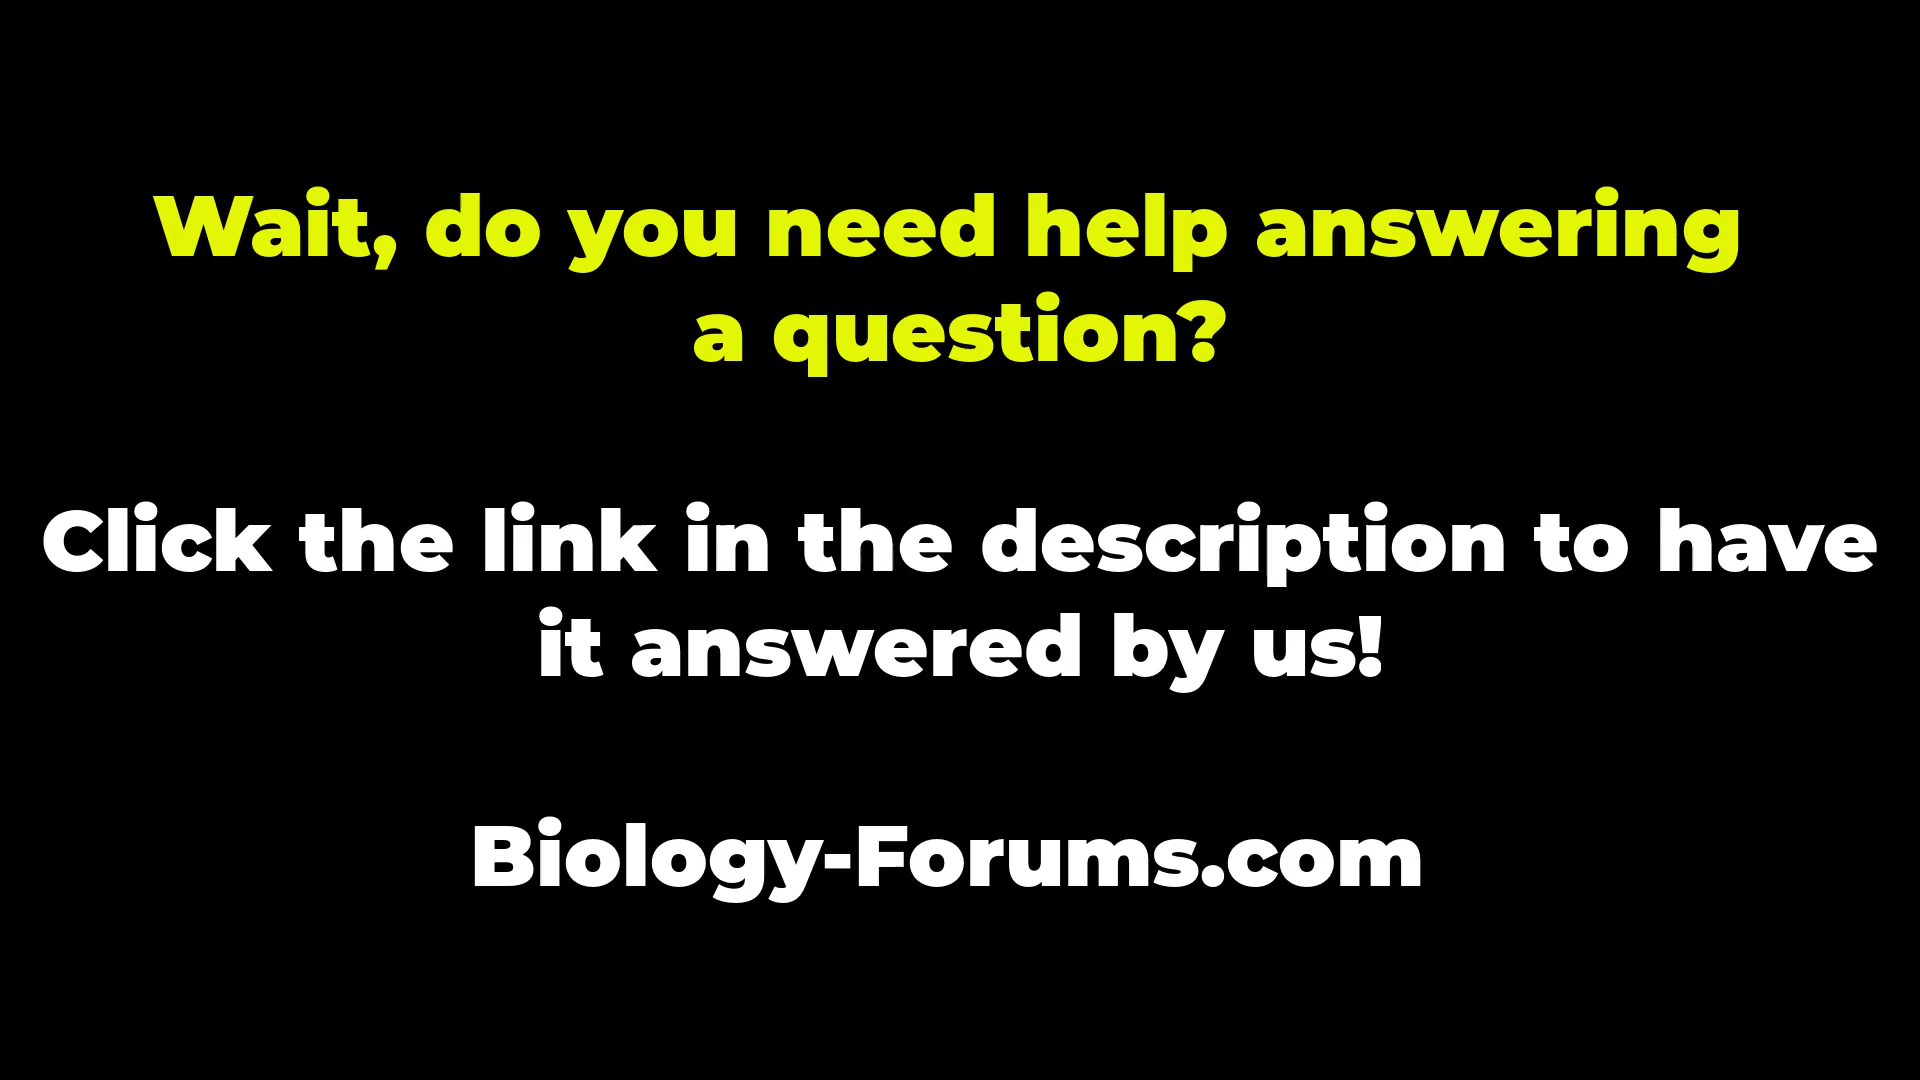 Wait, do you need help answering
a question?
Click the link in the description to have
it answered by us!
Biology-Forums.com